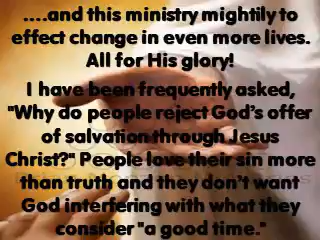 ....and this ministry mightily to
effect change in even more lives.
All for His glory!
I have been frequently asked,
"Why do people reject God's offer
of salvation through Jesus
Christ?" People love their sin more
than truth and they don't want
God interfering with what they
consider "a good time."